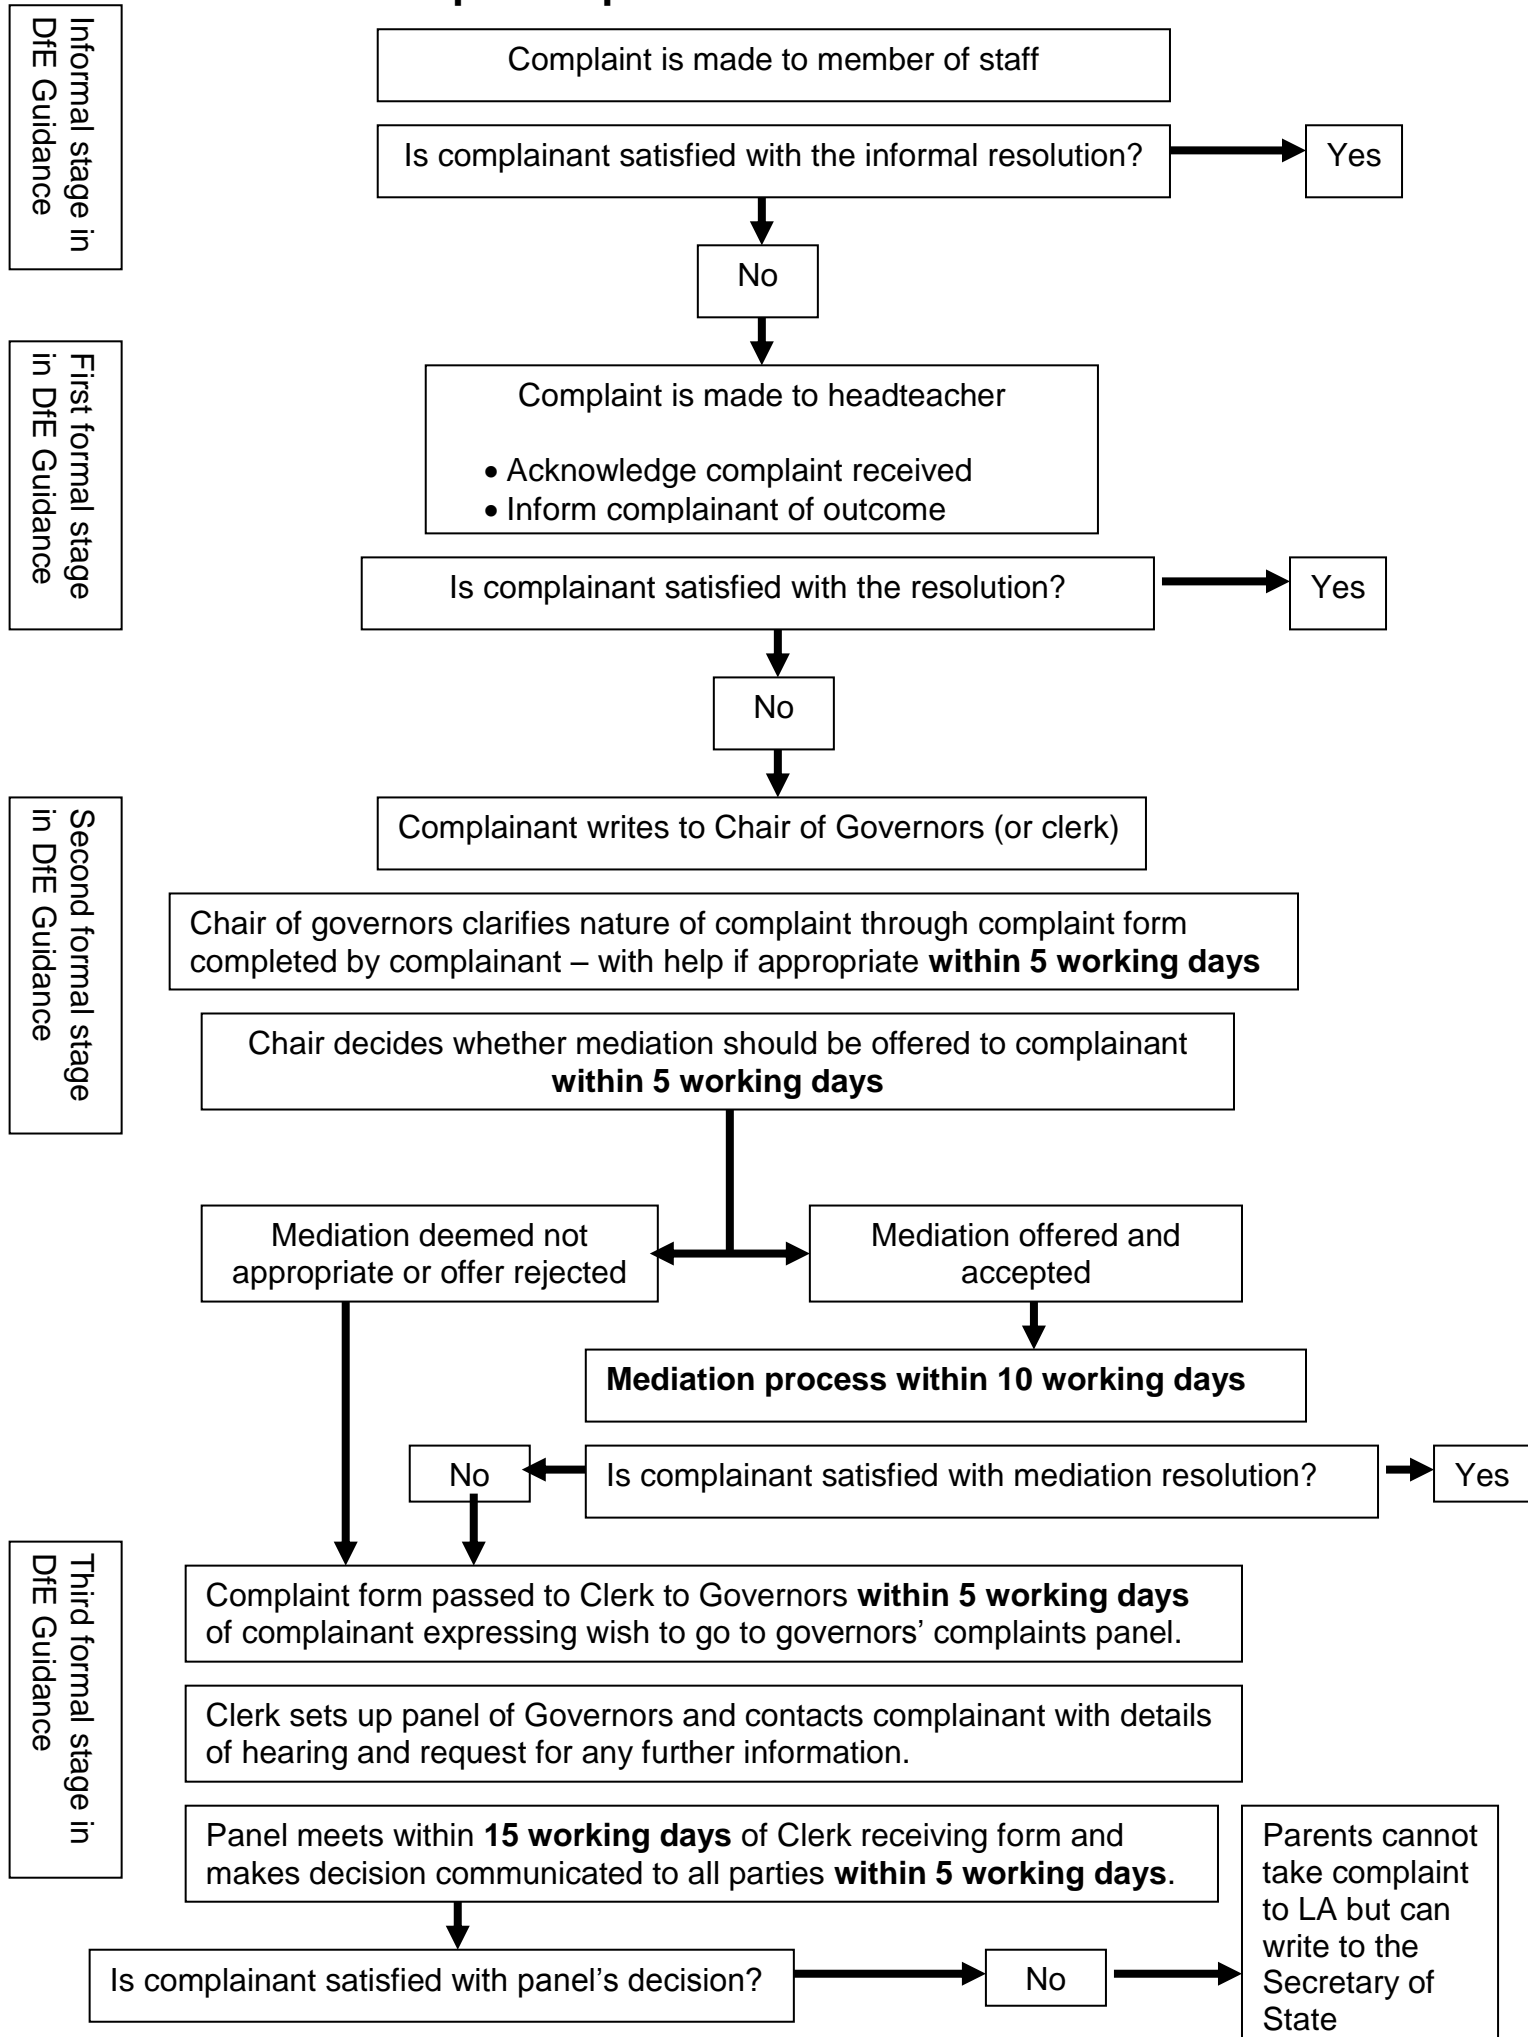 Informal stage in
DfE Guidance
Complaint is made to member of staff
Is complainant satisfied with the informal resolution?
Yes
No
First formal stage
in DfE Guidance
Complaint is made to headteacher
• Acknowledge complaint received
• Inform complainant of outcome
Is complainant satisfied with the resolution?
Yes
No
Second formal stage
in DfE Guidance
Complainant writes to Chair of Governors (or clerk)
Chair of governors clarifies nature of complaint through complaint form
completed by complainant – with help if appropriate within 5 working days
Chair decides whether mediation should be offered to complainant
within 5 working days
Mediation deemed not
appropriate or offer rejected
Mediation offered and
accepted
Mediation process within 10 working days
No
Is complainant satisfied with mediation resolution?
Yes
Third formal stage in
DfE Guidance
Complaint form passed to Clerk to Governors within 5 working days
of complainant expressing wish to go to governors’ complaints panel.
Clerk sets up panel of Governors and contacts complainant with details
of hearing and request for any further information.
Panel meets within 15 working days of Clerk receiving form and
makes decision communicated to all parties within 5 working days.
Is complainant satisfied with panel’s decision?
No
Parents cannot
take complaint
to LA but can
write to the
Secretary of
State